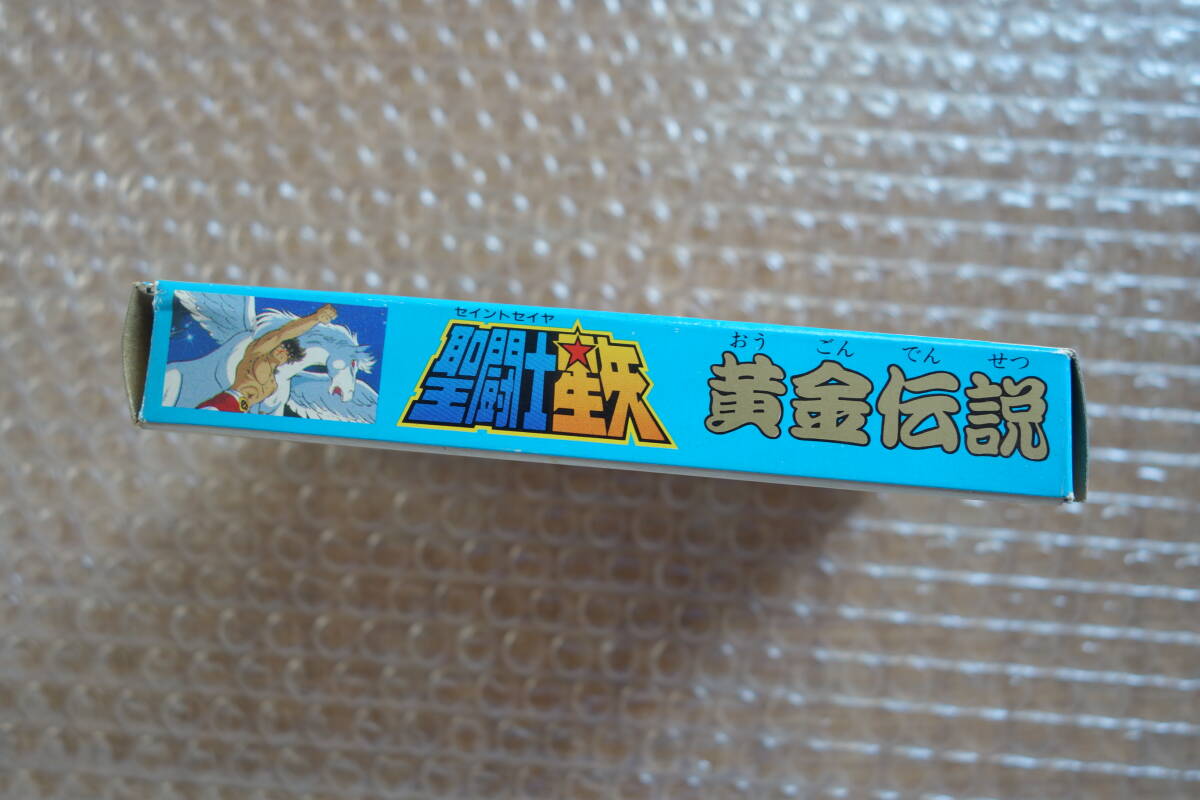 セイントセイヤ
聖闘士星矢
おうごんでんせつ
黄金伝説